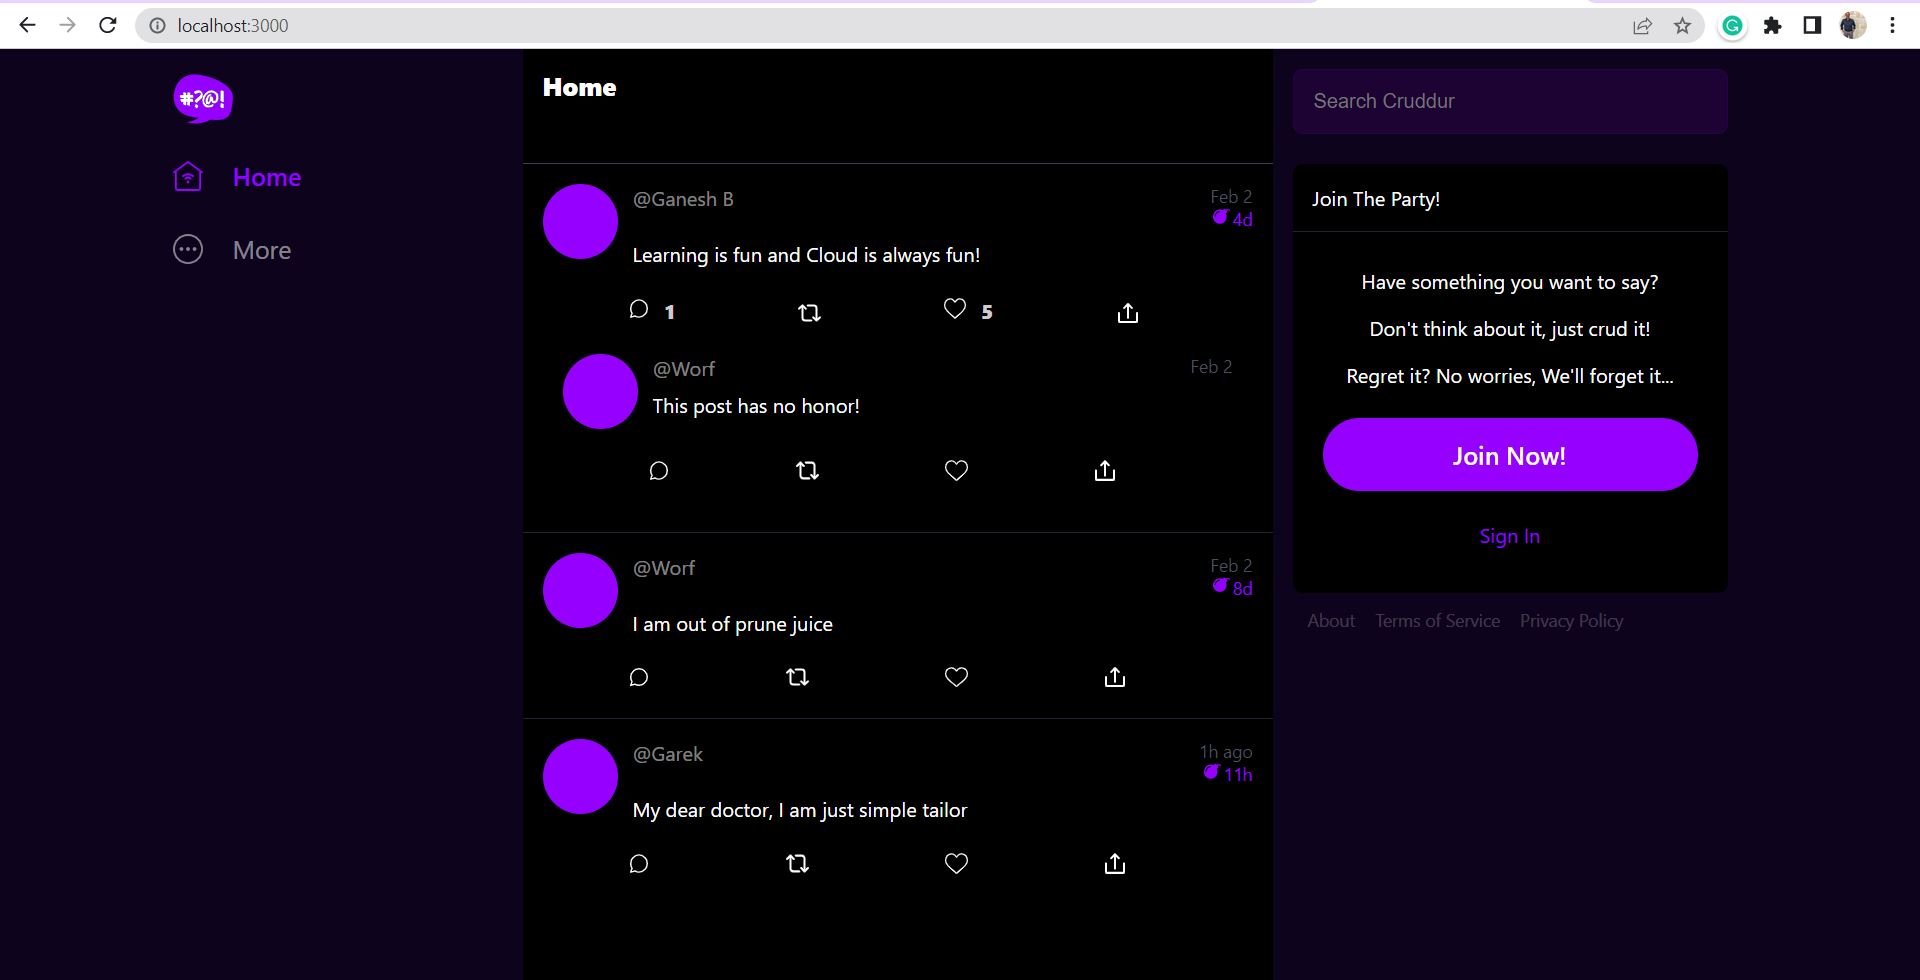 localhost:3000
#?@!
Home
More
Home
@Ganesh B
Feb 2
4d
Learning is fun and Cloud is always fun!
1
5
@Worf
Feb 2
This post has no honor!
@Worf
Feb 2
8d
I am out of prune juice
@Garek
1h ago
11h
My dear doctor, I am just simple tailor
Search Cruddur
Join The Party!
Have something you want to say?
Don't think about it, just crud it!
Regret it? No worries, We'll forget it...
Join Now!
Sign In
About Terms of Service Privacy Policy